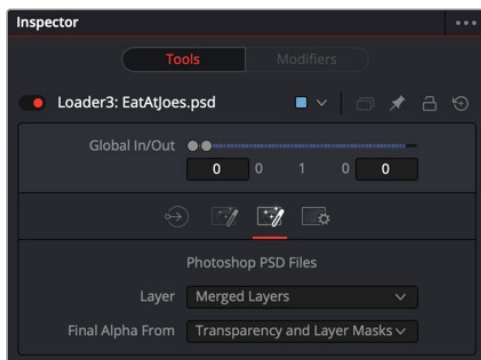 Inspector
Tools Modifiers
Loader3: EatAtJoes.psd
Global In/Out
0 0 1 0 0
Photoshop PSD Files
Layer Merged Layers
Final Alpha From Transparency and Layer Masks